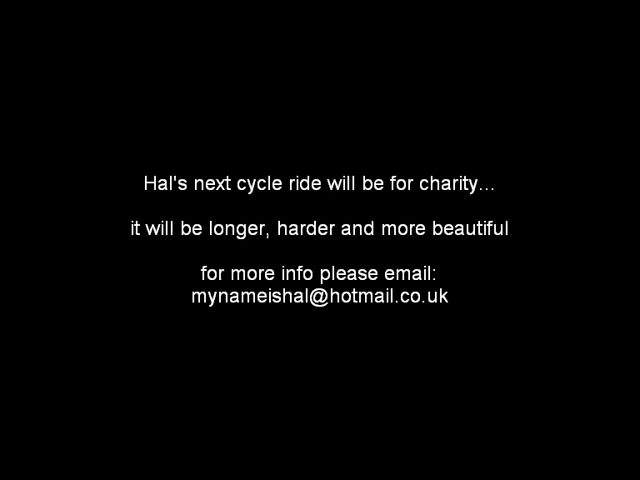 Hal's next cycle ride will be for charity...
it will be longer, harder and more beautiful
for more info please email:
mynameishal@hotmail.co.uk